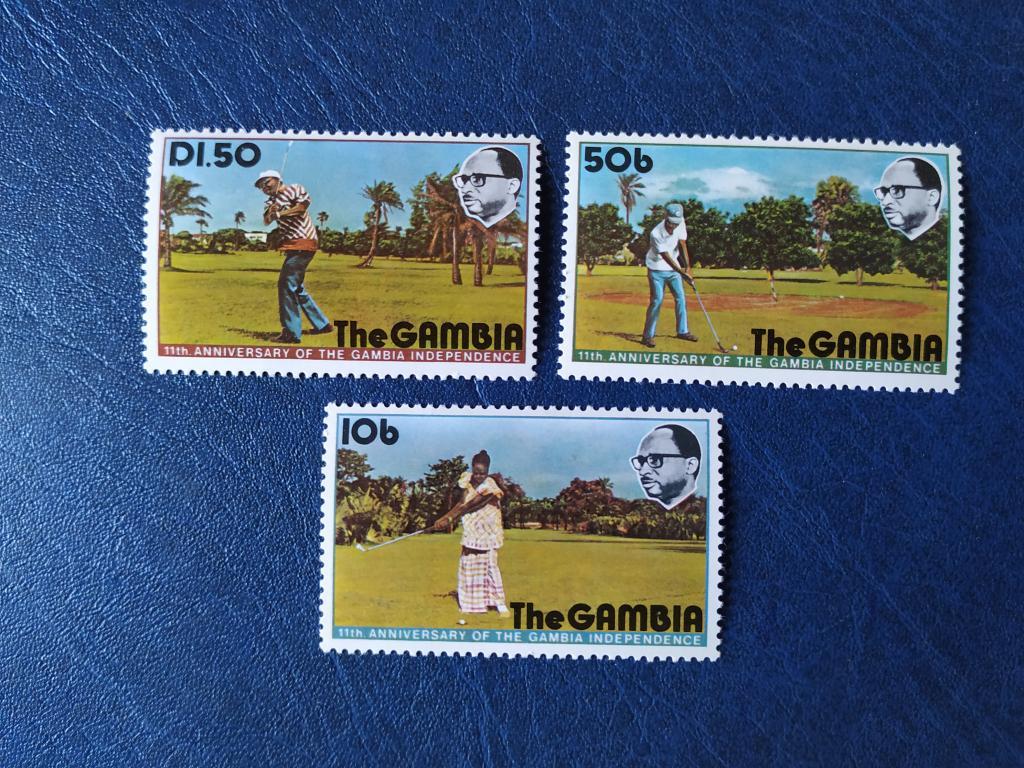 D1.50
The GAMBIA
11th. ANNIVERSARY OF THE GAMBIA INDEPENDENCE
50b
The GAMBIA
11th. ANNIVERSARY OF THE GAMBIA INDEPENDENCE
10b
The GAMBIA
11th. ANNIVERSARY OF THE GAMBIA INDEPENDENCE